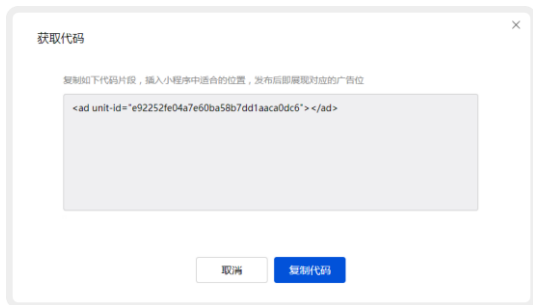 获取代码
×
复制如下代码片段，插入小程序中适合的位置，发布后即展现对应的广告位
<ad unit-id="e92252fe04a7e60ba58b7dd1aaca0dc6"></ad>
取消
复制代码